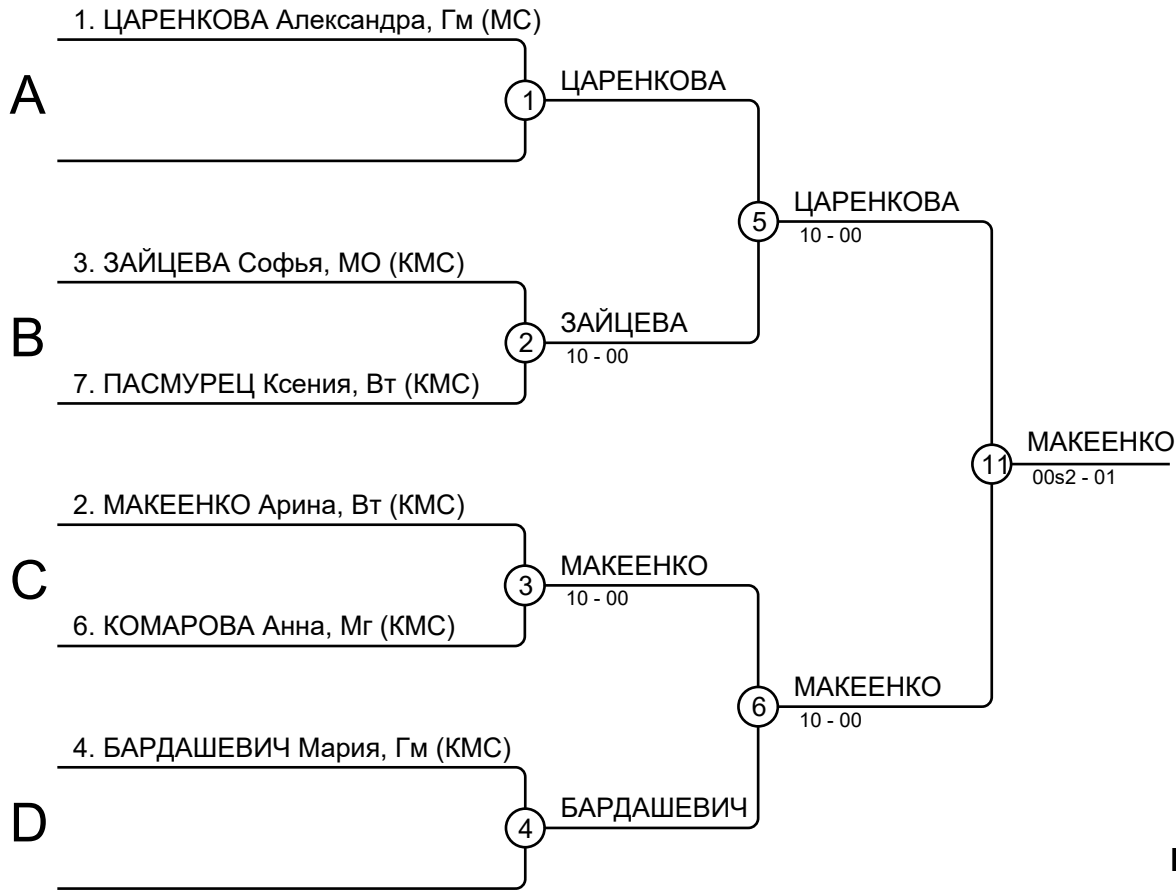 1. ЦАРЕНКОВА Александра, Гм (МС)
A
1
ЦАРЕНКОВА
5
ЦАРЕНКОВА
10 - 00
3. ЗАЙЦЕВА Софья, МО (КМС)
B
2
ЗАЙЦЕВА
10 - 00
7. ПАСМУРЕЦ Ксения, Вт (КМС)
11
МАКЕЕНКО
00s2 - 01
2. МАКЕЕНКО Арина, Вт (КМС)
C
3
МАКЕЕНКО
10 - 00
6. КОМАРОВА Анна, Мг (КМС)
6
МАКЕЕНКО
10 - 00
4. БАРДАШЕВИЧ Мария, Гм (КМС)
D
4
БАРДАШЕВИЧ